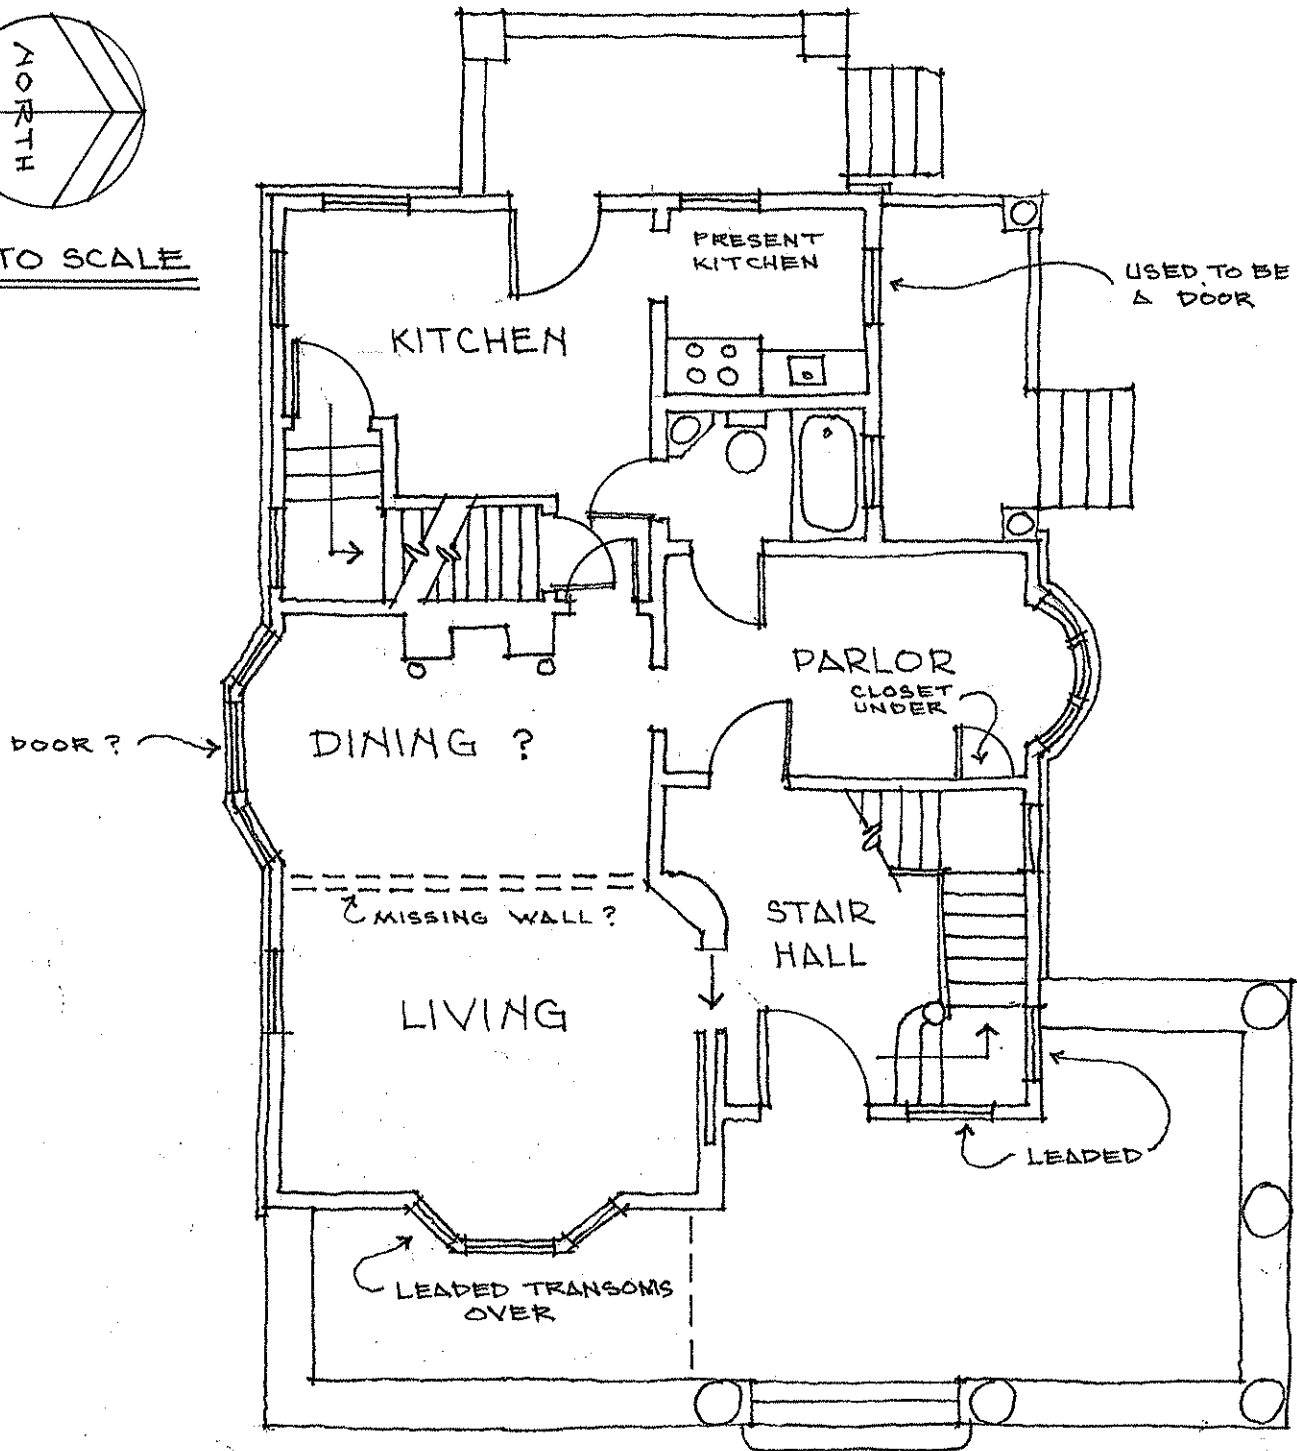 NORTH
TO SCALE
PRESENT
KITCHEN
USED TO BE
A DOOR
KITCHEN
PARLOR
CLOSET
UNDER
DOOR?
DINING ?
MISSING WALL?
STAIR
HALL
LIVING
LEADED
LEADED TRANSOMS
OVER